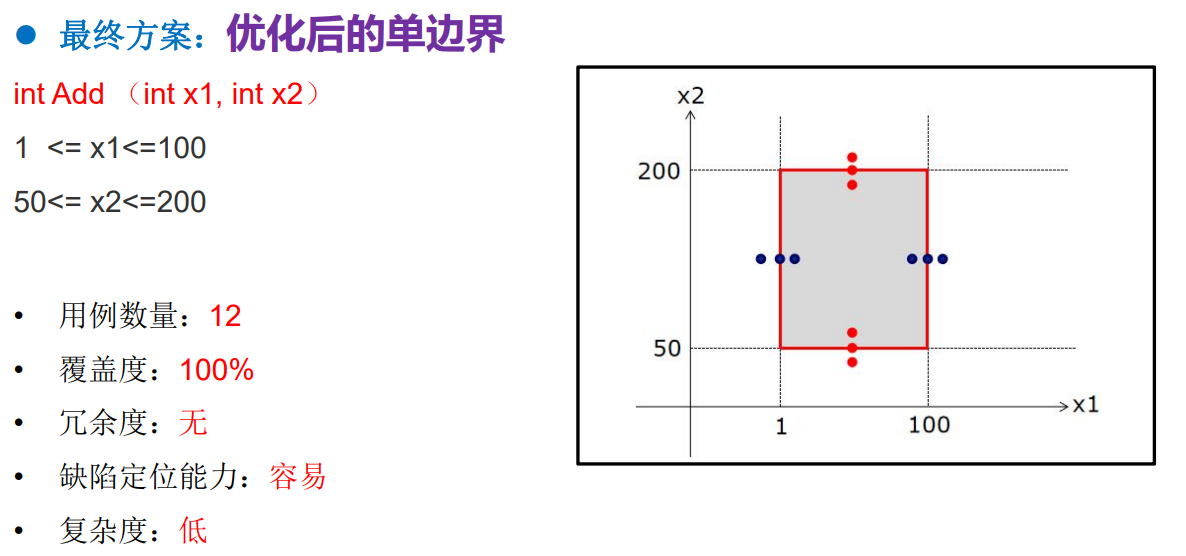 ● 最终方案：优化后的单边界
int Add （int x1, int x2）
1 <= x1<=100
50<= x2<=200
• 用例数量：12
• 覆盖度：100%
• 冗余度：无
• 缺陷定位能力：容易
• 复杂度：低
x2
200
50
x1
1
100